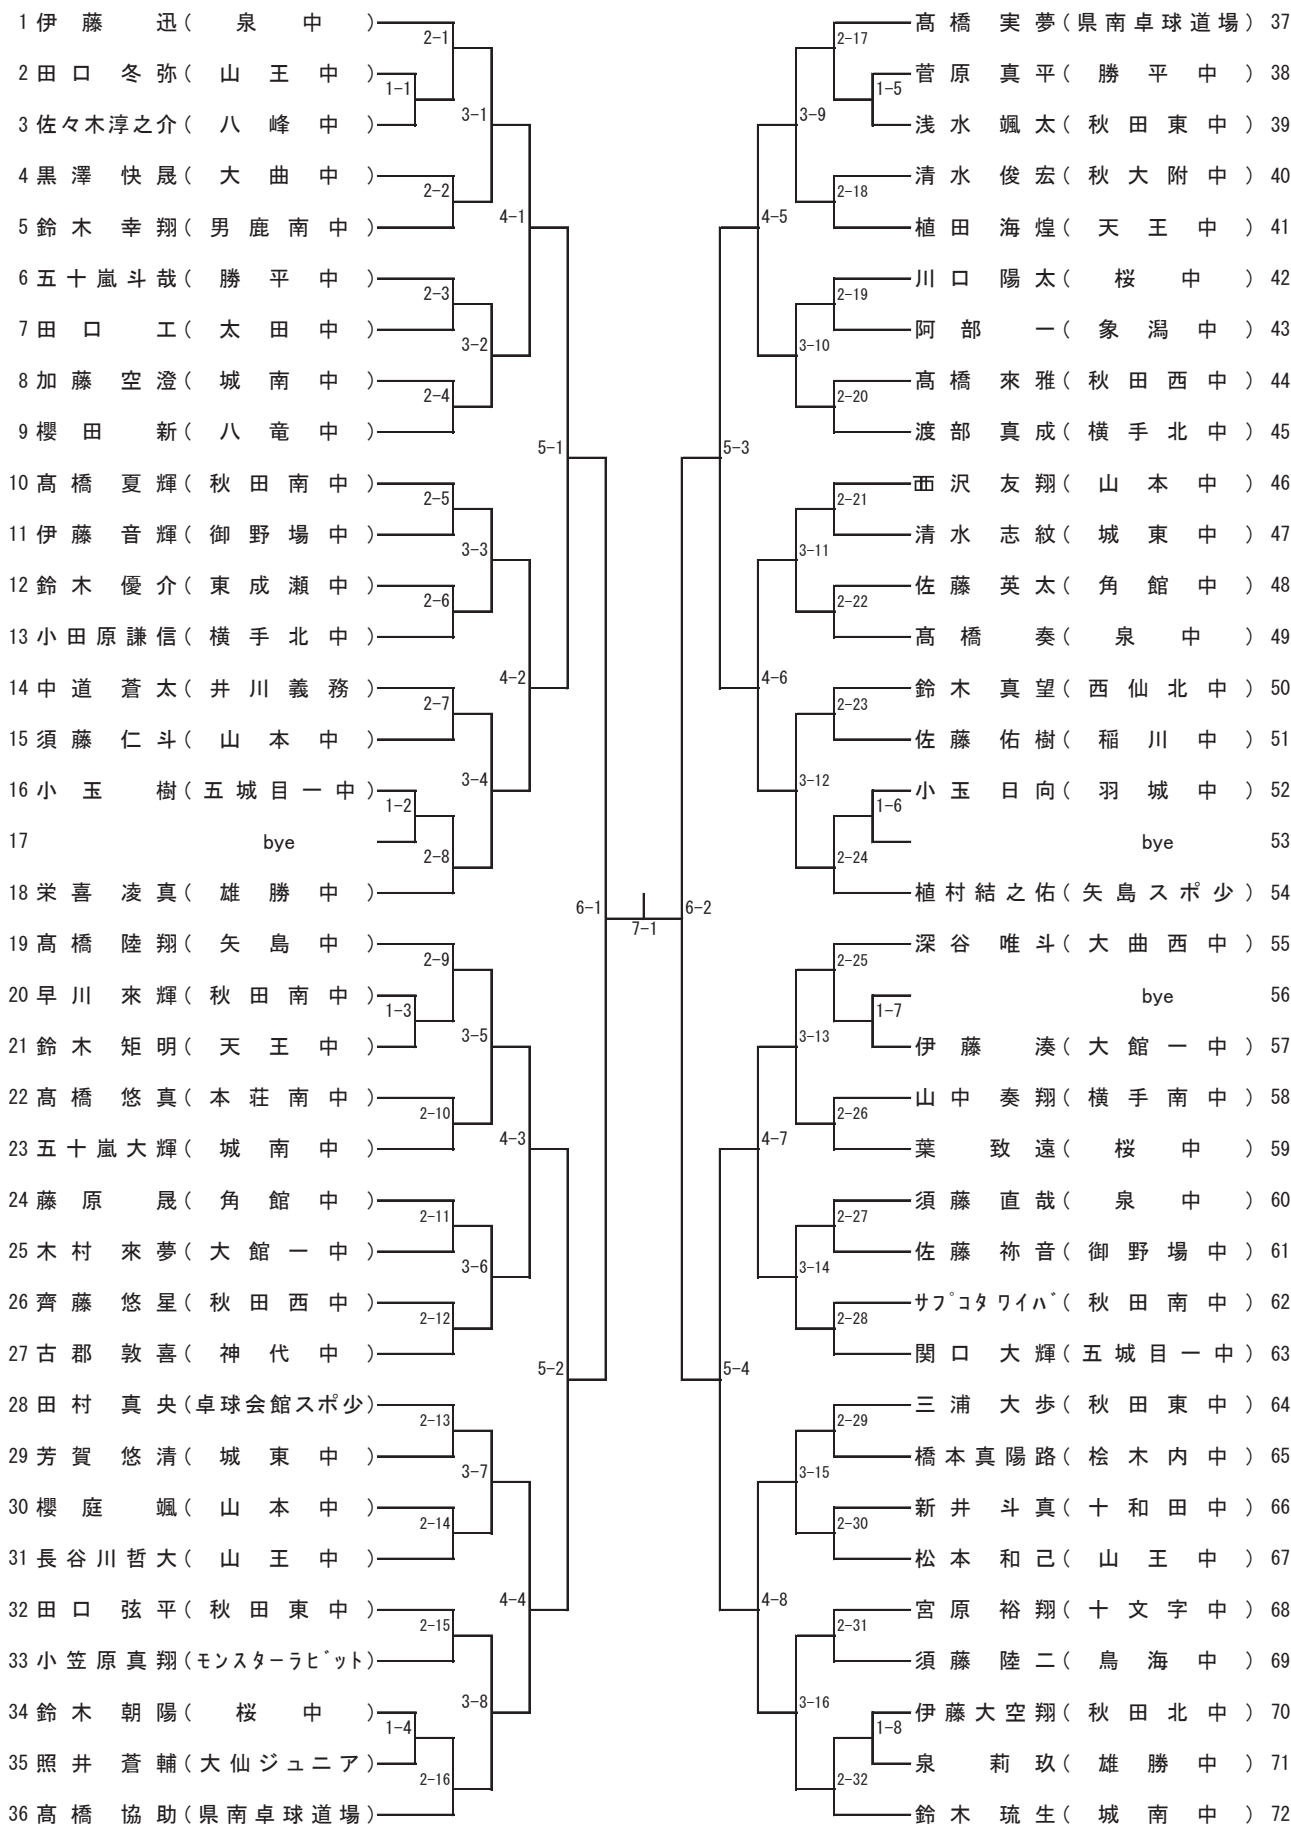 1 伊藤 迅 ( 泉中 )
2-1
2 田口冬弥 ( 山王中 )
1-1
3 佐々木淳之介 ( 八峰中 )
3-1
4 黒澤快晟 ( 大曲中 )
2-2
5 鈴木幸翔 ( 男鹿南中 )
4-1
6 五十嵐斗哉 ( 勝平中 )
2-3
7 田口 工 ( 太田中 )
3-2
8 加藤空澄 ( 城南中 )
2-4
9 櫻田 新 ( 八竜中 )
5-1
10 髙橋夏輝 ( 秋田南中 )
2-5
11 伊藤音輝 ( 御野場中 )
3-3
12 鈴木優介 ( 東成瀬中 )
2-6
13 小田原謙信 ( 横手北中 )
4-2
14 中道蒼太 ( 井川義務 )
2-7
15 須藤仁斗 ( 山本中 )
3-4
16 小玉 樹 ( 五城目一中 )
1-2
17 bye
2-8
18 栄喜凌真 ( 雄勝中 )
6-1
19 髙橋陸翔 ( 矢島中 )
2-9
20 早川來輝 ( 秋田南中 )
1-3
21 鈴木矩明 ( 天王中 )
3-5
22 髙橋悠真 ( 本荘南中 )
2-10
23 五十嵐大輝 ( 城南中 )
4-3
24 藤原 晟 ( 角館中 )
2-11
25 木村來夢 ( 大館一中 )
3-6
26 齊藤悠星 ( 秋田西中 )
2-12
27 古郡敦喜 ( 神代中 )
5-2
28 田村真央 ( 卓球会館スポ少 )
2-13
29 芳賀悠清 ( 城東中 )
3-7
30 櫻庭 颯 ( 山本中 )
2-14
31 長谷川哲大 ( 山王中 )
4-4
32 田口弦平 ( 秋田東中 )
2-15
33 小笠原真翔 ( モンスターラビット )
3-8
34 鈴木朝陽 ( 桜中 )
1-4
35 照井蒼輔 ( 大仙ジュニア )
2-16
36 髙橋協助 ( 県南卓球道場 )
7-1
髙橋実夢 ( 県南卓球道場 ) 37
2-17
菅原真平 ( 勝平中 ) 38
1-5
浅水颯太 ( 秋田東中 ) 39
3-9
清水俊宏 ( 秋大附中 ) 40
2-18
植田海煌 ( 天王中 ) 41
4-5
川口陽太 ( 桜中 ) 42
2-19
阿部 一 ( 象潟中 ) 43
3-10
髙橋來雅 ( 秋田西中 ) 44
2-20
渡部真成 ( 横手北中 ) 45
5-3
西沢友翔 ( 山本中 ) 46
2-21
清水志紋 ( 城東中 ) 47
3-11
佐藤英太 ( 角館中 ) 48
2-22
髙橋 奏 ( 泉中 ) 49
4-6
鈴木真望 ( 西仙北中 ) 50
2-23
佐藤佑樹 ( 稲川中 ) 51
3-12
小玉日向 ( 羽城中 ) 52
1-6
bye 53
2-24
植村結之佑 ( 矢島スポ少 ) 54
6-2
深谷唯斗 ( 大曲西中 ) 55
2-25
bye 56
1-7
伊藤 湊 ( 大館一中 ) 57
3-13
山中奏翔 ( 横手南中 ) 58
2-26
葉 致遠 ( 桜中 ) 59
4-7
須藤直哉 ( 泉中 ) 60
2-27
佐藤祢音 ( 御野場中 ) 61
3-14
サプコタ ワイバ ( 秋田南中 ) 62
2-28
関口大輝 ( 五城目一中 ) 63
5-4
三浦大歩 ( 秋田東中 ) 64
2-29
橋本真陽路 ( 桧木内中 ) 65
3-15
新井斗真 ( 十和田中 ) 66
2-30
松本和己 ( 山王中 ) 67
4-8
宮原裕翔 ( 十文字中 ) 68
2-31
須藤陸二 ( 鳥海中 ) 69
3-16
伊藤大空翔 ( 秋田北中 ) 70
1-8
泉 莉玖 ( 雄勝中 ) 71
2-32
鈴木琉生 ( 城南中 ) 72